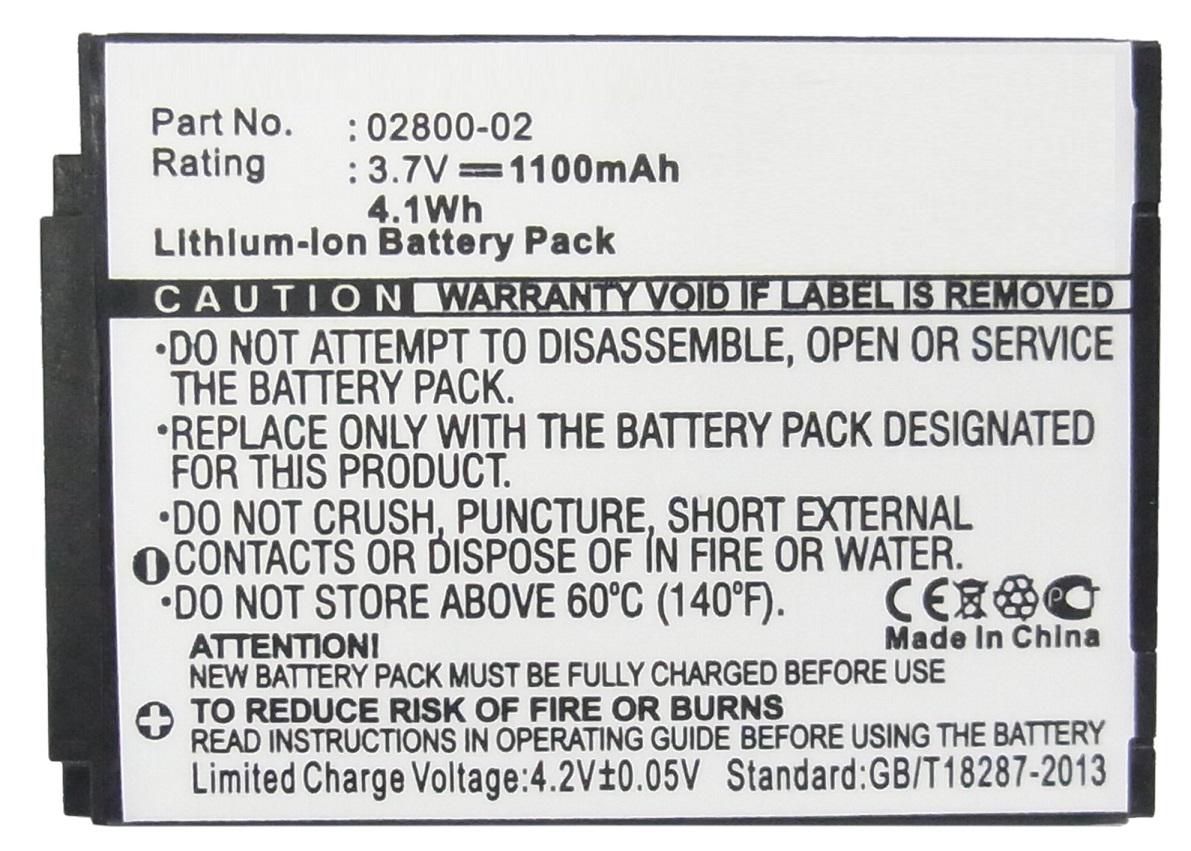 Part No. : 02800-02
Rating : 3.7V ⎓ 1100mAh
4.1Wh
Lithium-Ion Battery Pack
CAUTION WARRANTY VOID IF LABEL IS REMOVED
•DO NOT ATTEMPT TO DISASSEMBLE, OPEN OR SERVICE
THE BATTERY PACK.
•REPLACE ONLY WITH THE BATTERY PACK DESIGNATED
FOR THIS PRODUCT.
•DO NOT CRUSH, PUNCTURE, SHORT EXTERNAL
CONTACTS OR DISPOSE OF IN FIRE OR WATER.
•DO NOT STORE ABOVE 60°C (140°F).
CE
Made In China
ATTENTION!
NEW BATTERY PACK MUST BE FULLY CHARGED BEFORE USE
TO REDUCE RISK OF FIRE OR BURNS
READ INSTRUCTIONS IN OPERATING GUIDE BEFORE USING THE BATTERY
Limited Charge Voltage:4.2V±0.05V Standard:GB/T18287-2013